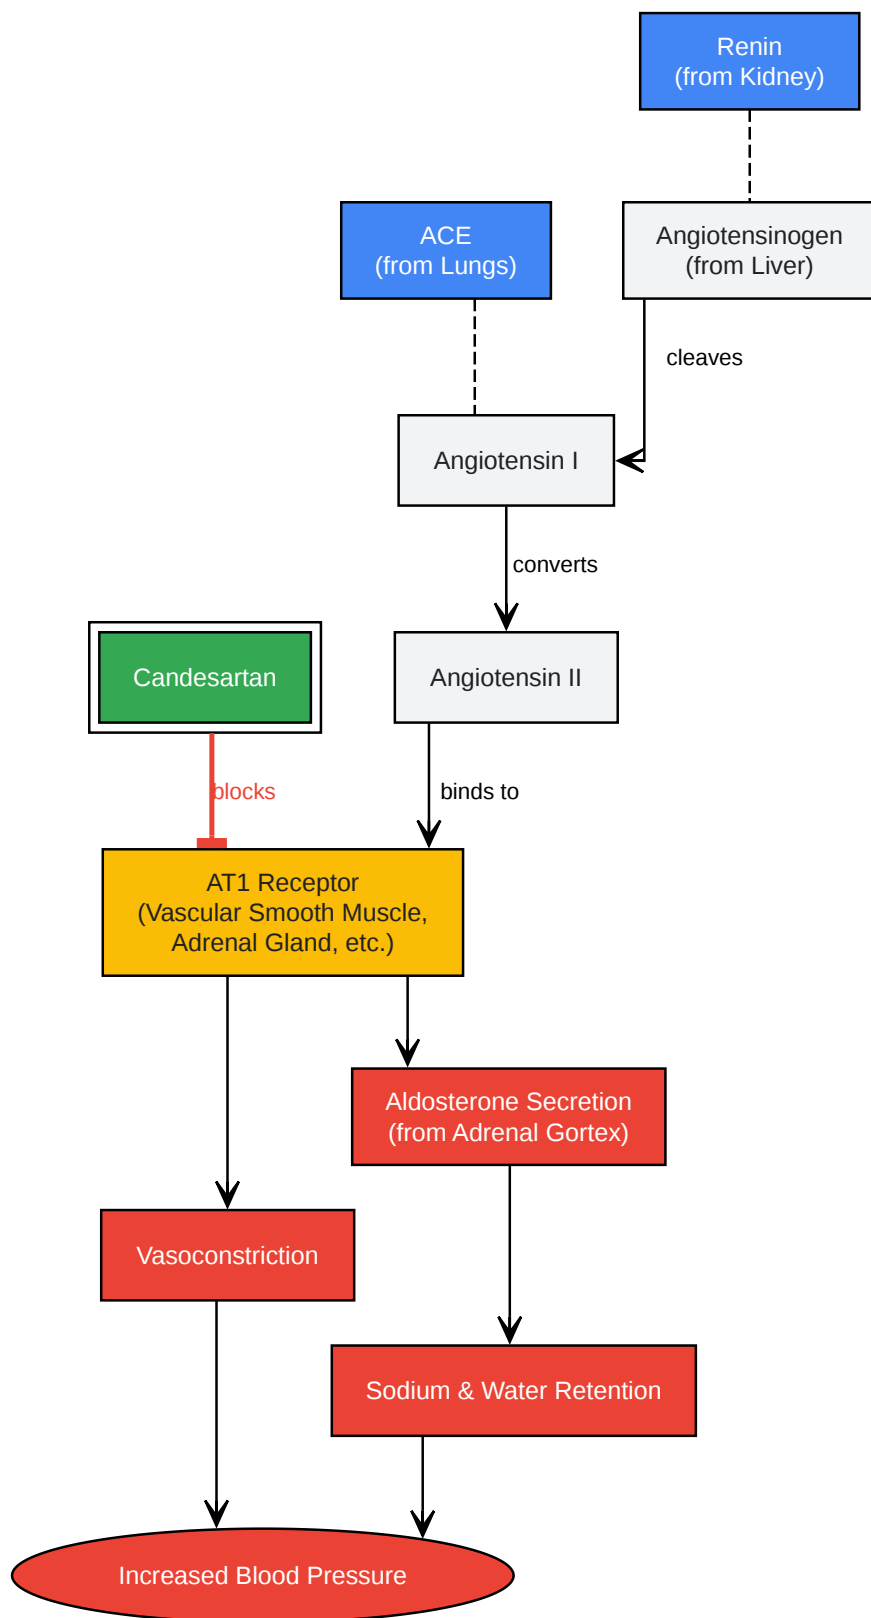 Renin
(from Kidney)
ACE
(from Lungs)
Angiotensinogen
(from Liver)
cleaves
Angiotensin I
converts
Candesartan
Angiotensin II
blocks
binds to
AT1 Receptor
(Vascular Smooth Muscle,
Adrenal Gland, etc.)
Aldosterone Secretion
(from Adrenal Gortex)
Vasoconstriction
Sodium & Water Retention
Increased Blood Pressure